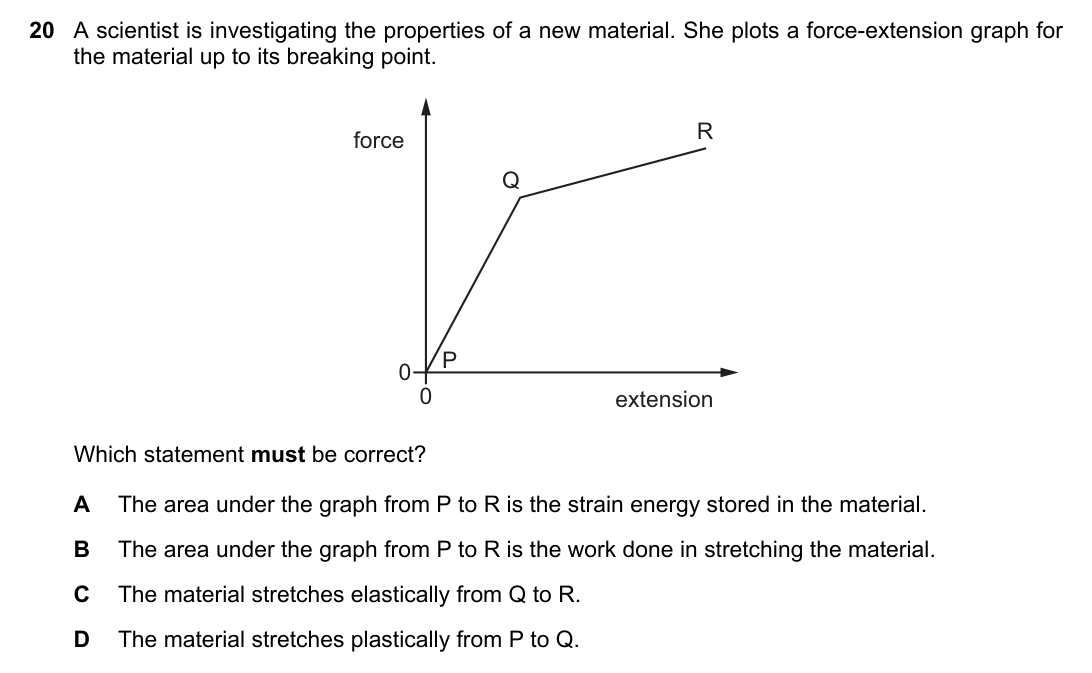 20 A scientist is investigating the properties of a new material. She plots a force-extension graph for
the material up to its breaking point.
R
force
Q
P
0
0
extension
Which statement must be correct?
A The area under the graph from P to R is the strain energy stored in the material.
B The area under the graph from P to R is the work done in stretching the material.
C The material stretches elastically from Q to R.
D The material stretches plastically from P to Q.